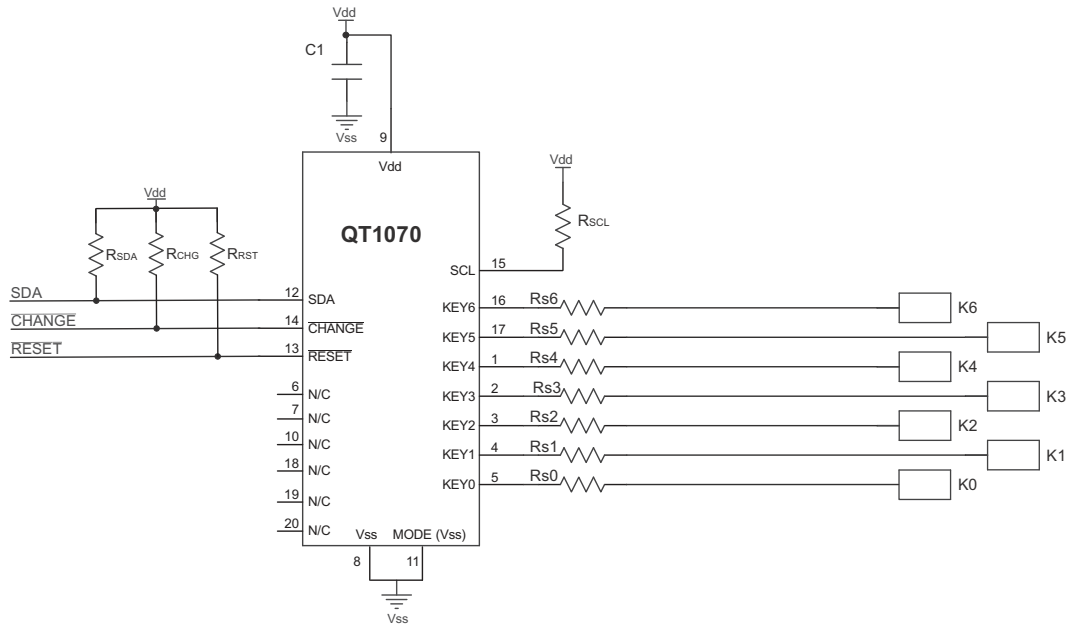 Vdd
C1
Vss
9
Vdd
QT1070
Vdd
RSCL
Vdd
RSDA
RCHG
RRST
SCL
15
SDA
12
SDA
CHANGE
14
CHANGE
RESET
13
RESET
6
N/C
7
N/C
10
N/C
18
N/C
19
N/C
20
N/C
KEY6
16
Rs6
K6
KEY5
17
Rs5
K5
KEY4
1
Rs4
K4
KEY3
2
Rs3
K3
KEY2
3
Rs2
K2
KEY1
4
Rs1
K1
KEY0
5
Rs0
K0
Vss
MODE (Vss)
8
11
Vss